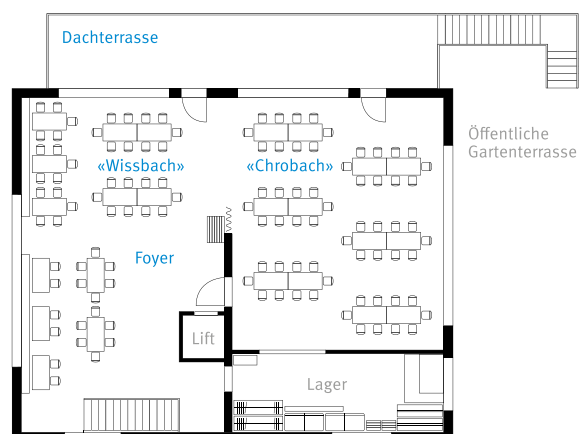 Dachterrasse
Öffentliche
Gartenterrasse
«Wissbach»
«Chrobach»
Foyer
Lift
Lager